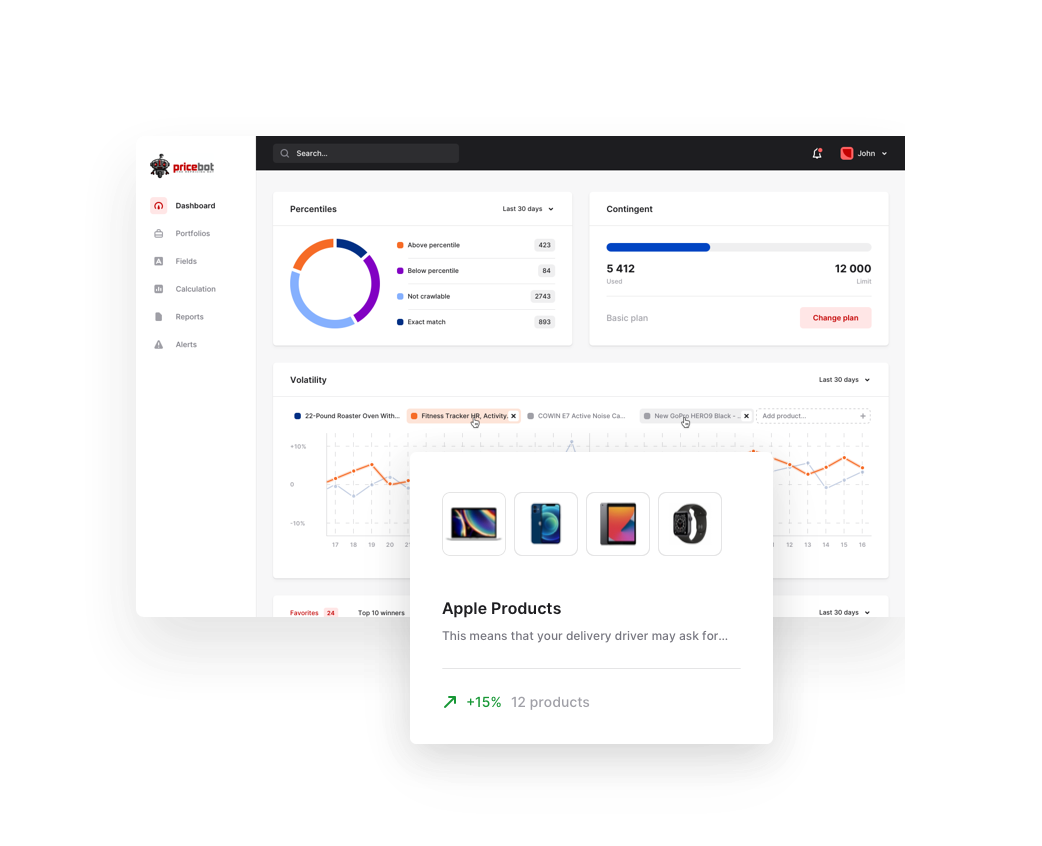 pricebot
Search...
John
Dashboard
Portfolios
Fields
Calculation
Reports
Alerts
Percentiles
Last 30 days
Above percentile 423
Below percentile 84
Not crawlable 2743
Exact match 893
Contingent
5 412 12 000
Used Limit
Basic plan Change plan
Volatility Last 30 days
22-Pound Roaster Oven With... Fitness Tracker HR, Activity. COWIN E7 Active Noise Ca... New GoPro HERO9 Black - .. Add product...
+10%
0
-10%
17 18 19 20 12 13 14 15 16
Favorites 24 Top 10 winners Last 30 days
Apple Products
This means that your delivery driver may ask for...
+15% 12 products